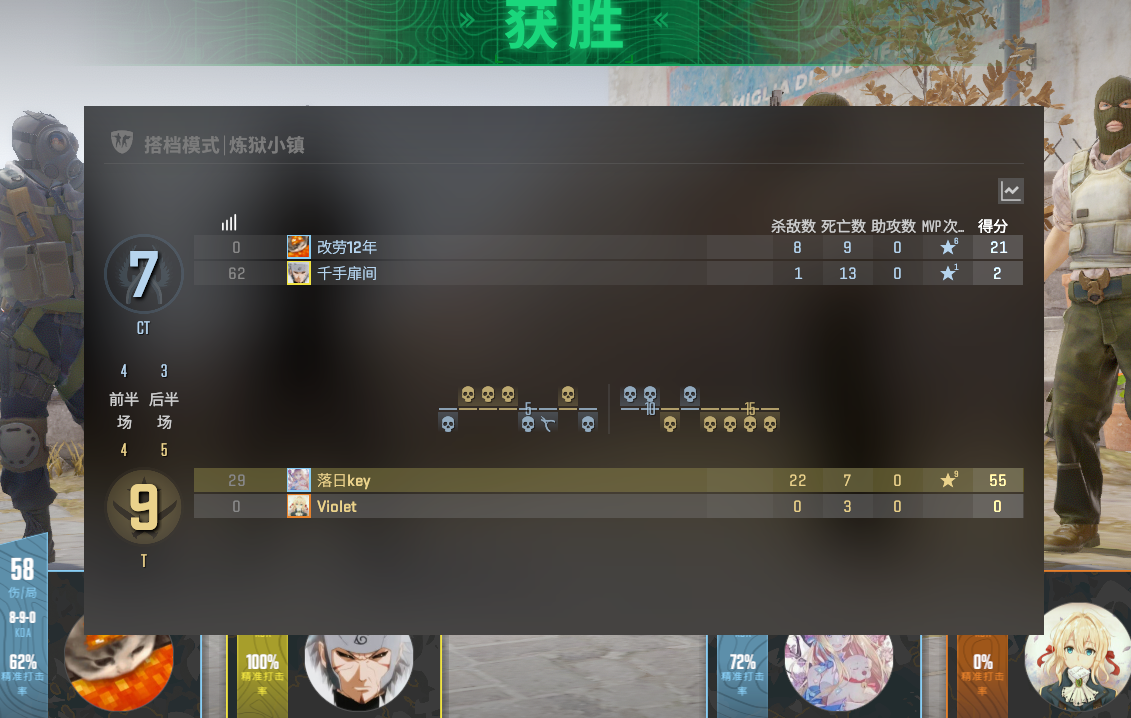 获胜
搭档模式|炼狱小镇
杀敌数 死亡数 助攻数 MVP 次... 得分
0 改劳12年 8 9 0 6 21
62 千手扉间 1 13 0 1 2
7
CT
4 3
前半场 后半场
4 5
5 10 15
29 落日key 22 7 0 9 55
0 Violet 0 3 0 0
9
T
58
伤/局
8-9-0
KDA
62%
精准打击率
100%
精准打击率
72%
精准打击率
0%
精准打击率